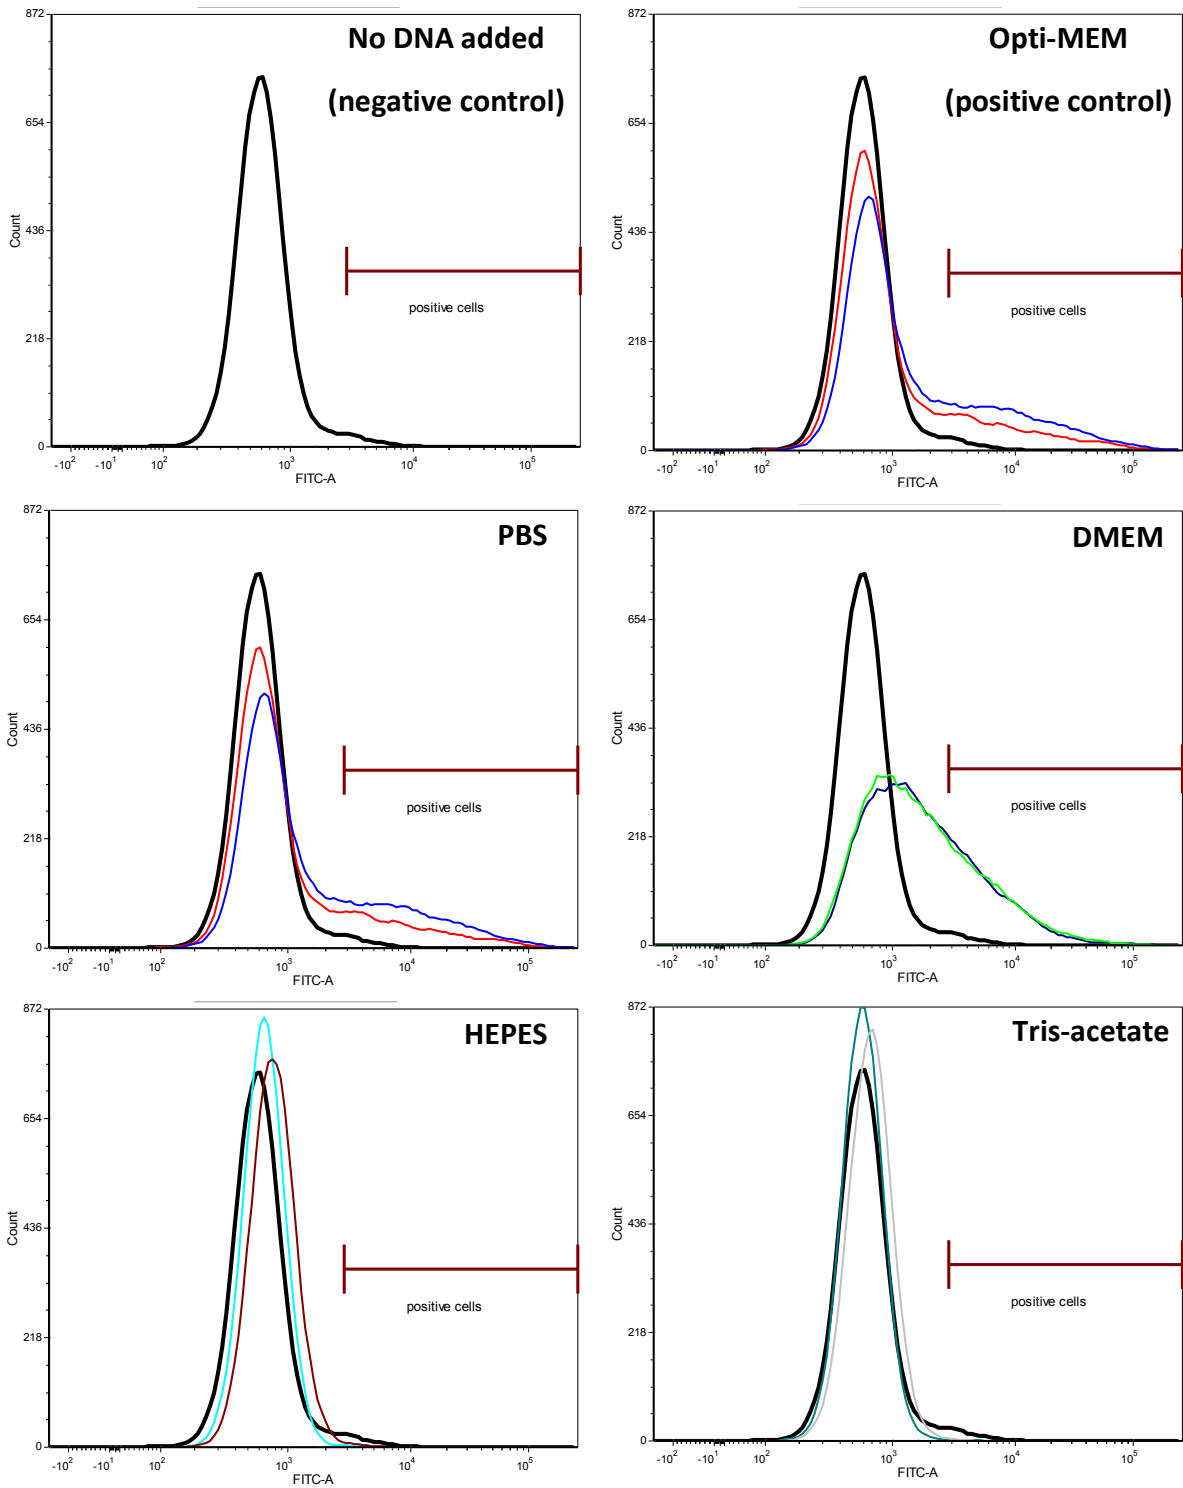 No DNA added
(negative control)
872
654
436
218
0
Count
positive cells
-10² -10¹ 10² 10³ 10⁴ 10⁵
FITC-A
Opti-MEM
(positive control)
872
654
436
218
0
Count
positive cells
-10² -10¹ 10² 10³ 10⁴ 10⁵
FITC-A
PBS
872
654
436
218
0
Count
positive cells
-10² -10¹ 10² 10³ 10⁴ 10⁵
FITC-A
DMEM
872
654
436
218
0
Count
positive cells
-10² -10¹ 10² 10³ 10⁴ 10⁵
FITC-A
HEPES
872
654
436
218
0
Count
positive cells
-10² -10¹ 10² 10³ 10⁴ 10⁵
FITC-A
Tris-acetate
872
654
436
218
0
Count
positive cells
-10² -10¹ 10² 10³ 10⁴ 10⁵
FITC-A